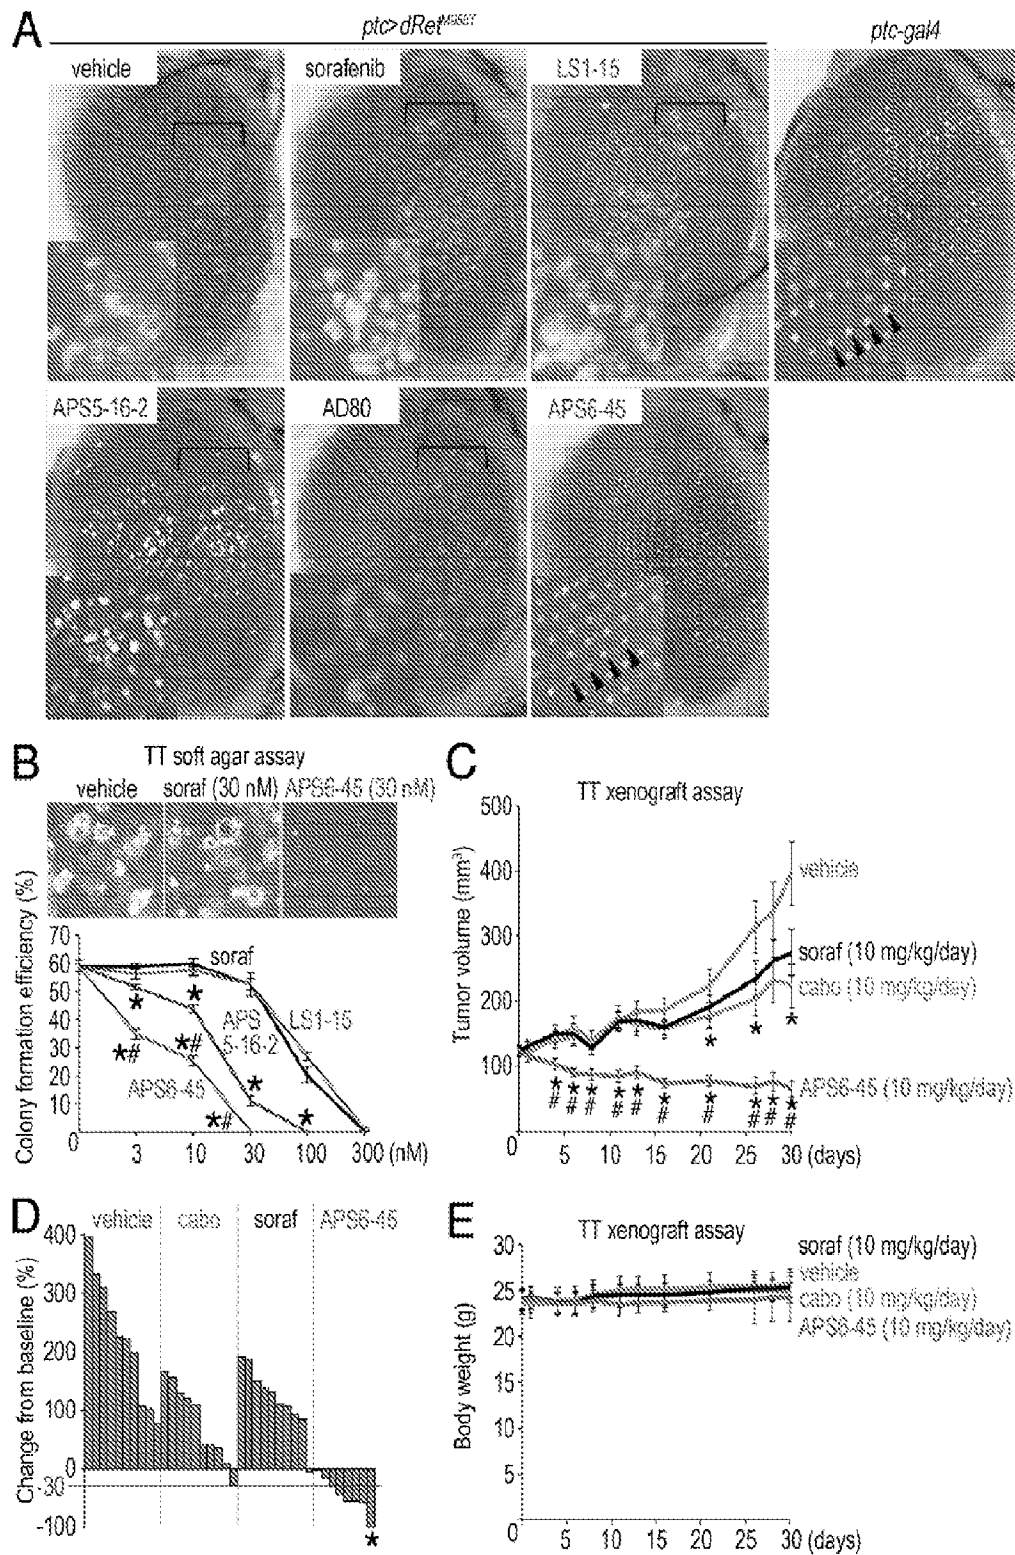 A
ptc>dRet^M955T
ptc-gal4
vehicle
sorafenib
LS1-15
APS5-16-2
AD80
APS6-45
B
TT soft agar assay
vehicle
soraf (30 nM)
APS6-45 (30 nM)
Colony formation efficiency (%)
70
60
50
40
30
20
10
0
3
10
30
100
300 (nM)
soraf
LS1-15
APS
5-16-2
APS6-45
*
*
*#
*#
*
*#
*
C
TT xenograft assay
Tumor volume (mm³)
500
400
300
200
100
0
5
10
15
20
25
30 (days)
vehicle
soraf (10 mg/kg/day)
cabo (10 mg/kg/day)
APS6-45 (10 mg/kg/day)
* * *
* * * * * * * * * *
# # # # # # # # # #
D
vehicle
cabo
soraf
APS6-45
Change from baseline (%)
400
300
200
100
0
-30
-100
*
E
TT xenograft assay
Body weight (g)
30
25
20
15
10
5
0
5
10
15
20
25
30 (days)
soraf (10 mg/kg/day)
vehicle
cabo (10 mg/kg/day)
APS6-45 (10 mg/kg/day)